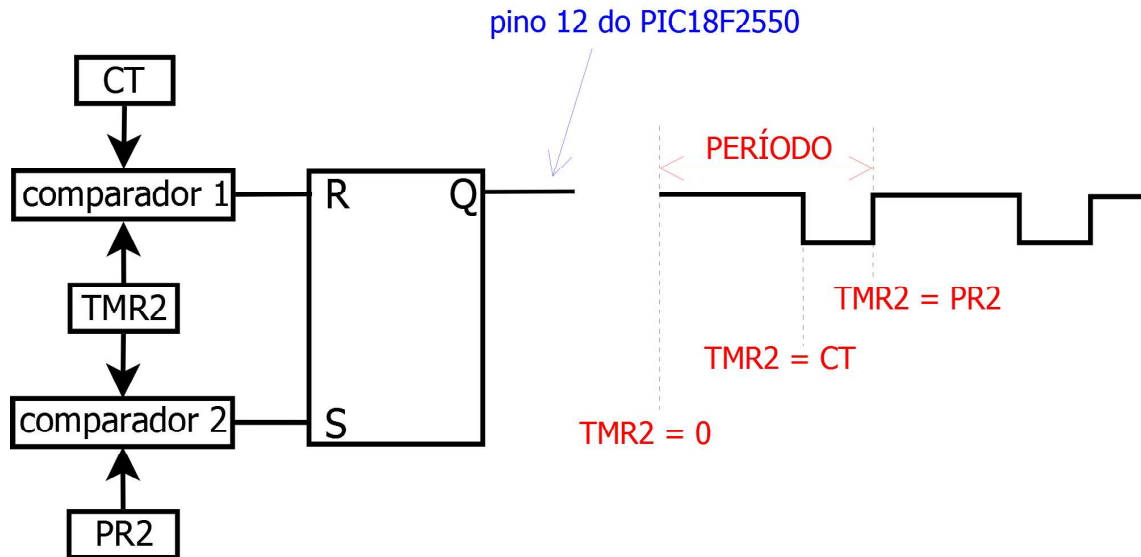 pino 12 do PIC18F2550
CT
comparador 1
TMR2
comparador 2
PR2
R
Q
S
PERÍODO
TMR2 = PR2
TMR2 = CT
TMR2 = 0